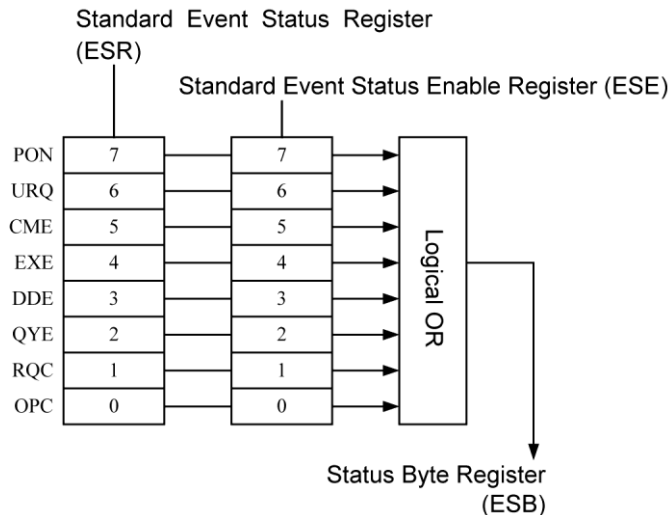 Standard Event Status Register
(ESR)
Standard Event Status Enable Register (ESE)
PON 7 7
URQ 6 6
CME 5 5
EXE 4 4
DDE 3 3
QYE 2 2
RQC 1 1
OPC 0 0
Logical OR
Status Byte Register
(ESB)